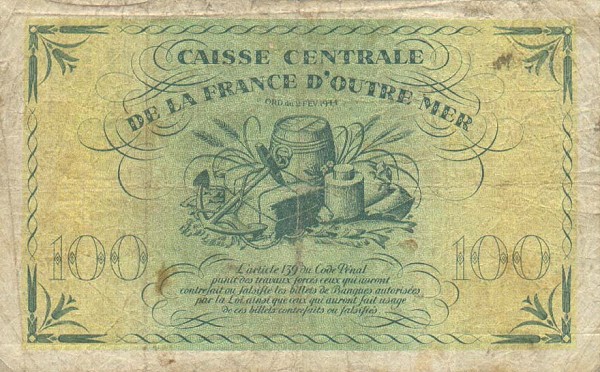 CAISSE CENTRALE
DE LA FRANCE D'OUTRE MER
ORD. du 2 FEV. 1944
100
100
L'article 139 du Code Pénal
punit des travaux forcés ceux qui auront
contrefait ou falsifié les billets de Banques autorisées
par la Loi, ainsi que ceux qui auront fait usage
de ces billets contrefaits ou falsifiés